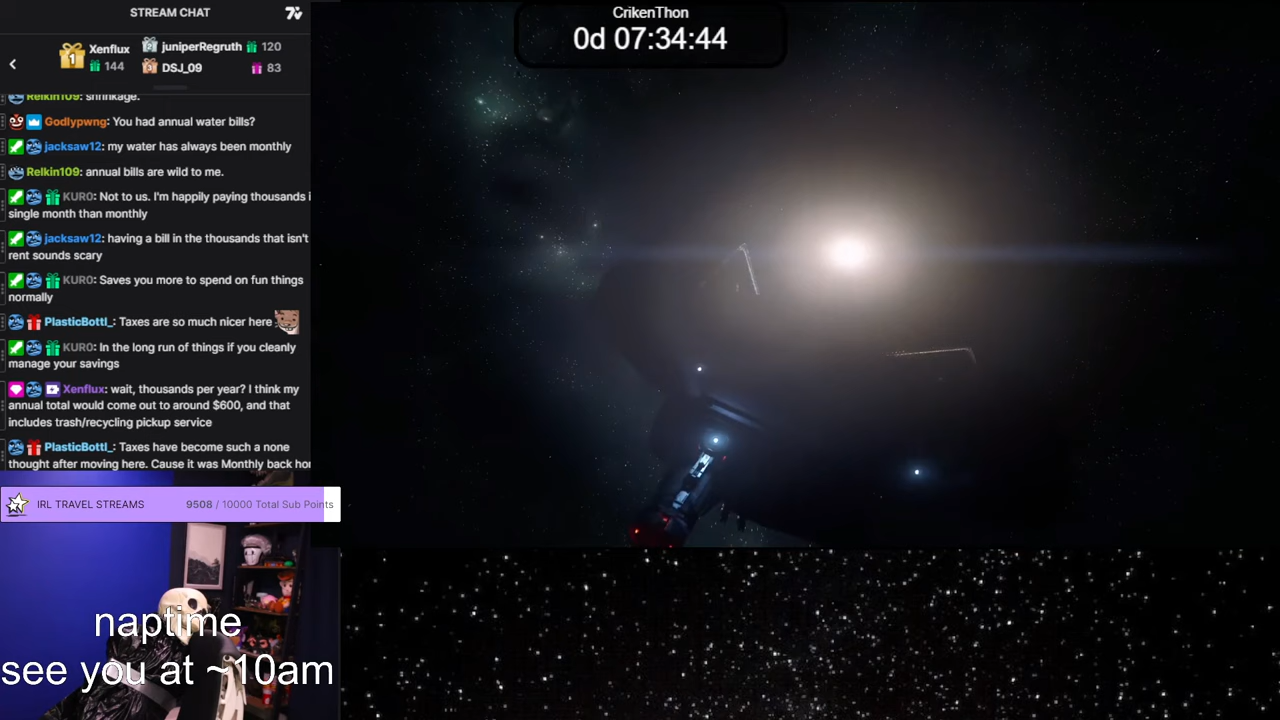 STREAM CHAT
Xenflux
144
juniperRegruth 120
DSJ_09 83
Relkin109: shrinkage.
Godlypwng: You had annual water bills?
jacksaw12: my water has always been monthly
Relkin109: annual bills are wild to me.
KUR0: Not to us. I'm happily paying thousands i
single month than monthly
jacksaw12: having a bill in the thousands that isn't
rent sounds scary
KUR0: Saves you more to spend on fun things
normally
PlasticBottl_: Taxes are so much nicer here
KUR0: In the long run of things if you cleanly
manage your savings
Xenflux: wait, thousands per year? I think my
annual total would come out to around $600, and that
includes trash/recycling pickup service
PlasticBottl_: Taxes have become such a none
thought after moving here. Cause it was Monthly back ho
IRL TRAVEL STREAMS 9508 / 10000 Total Sub Points
naptime
see you at ~10am
CrikenThon
0d 07:34:44